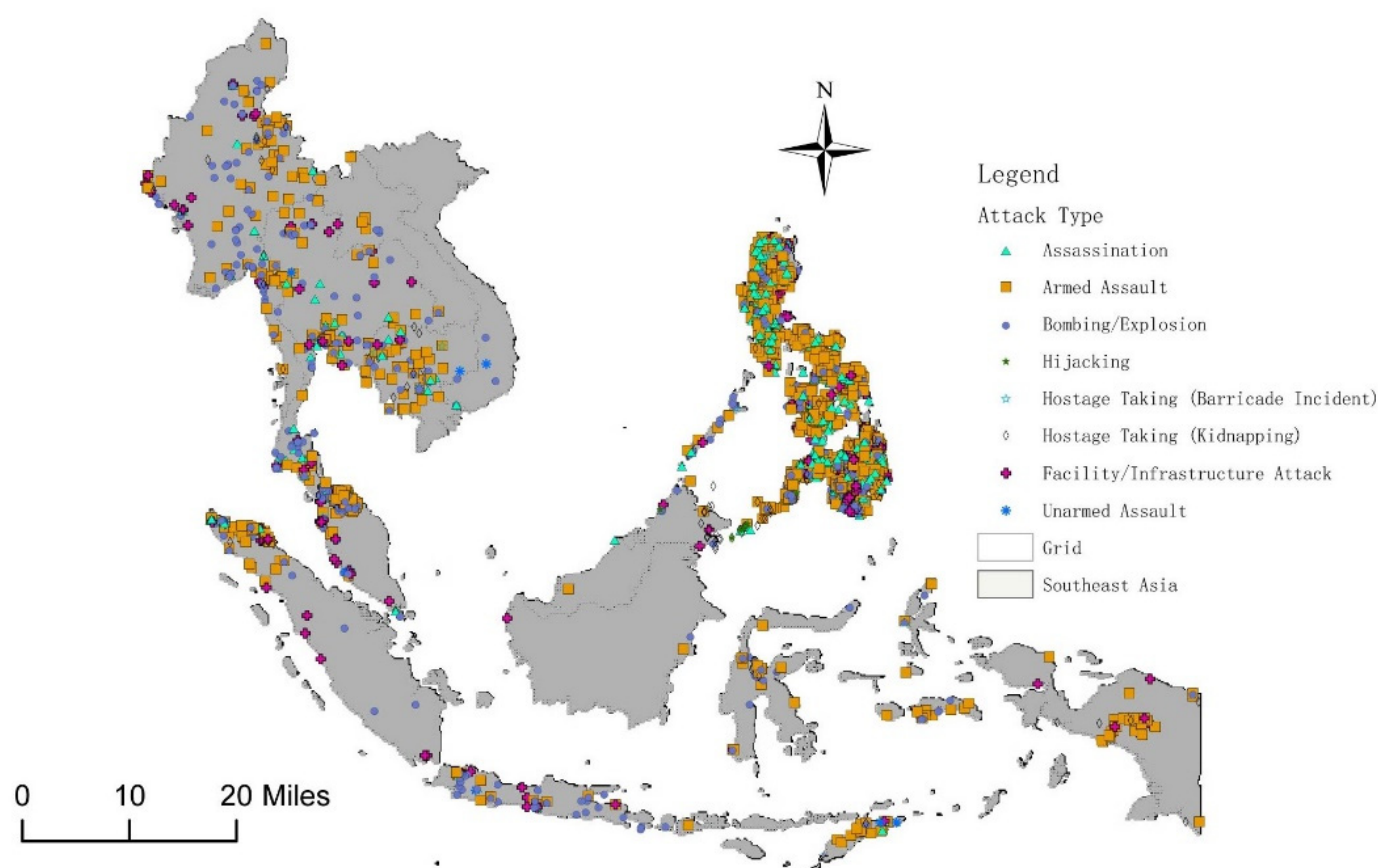 N
Legend
Attack Type
Assassination
Armed Assault
Bombing/Explosion
Hijacking
Hostage Taking (Barricade Incident)
Hostage Taking (Kidnapping)
Facility/Infrastructure Attack
Unarmed Assault
Grid
Southeast Asia
0 10 20 Miles